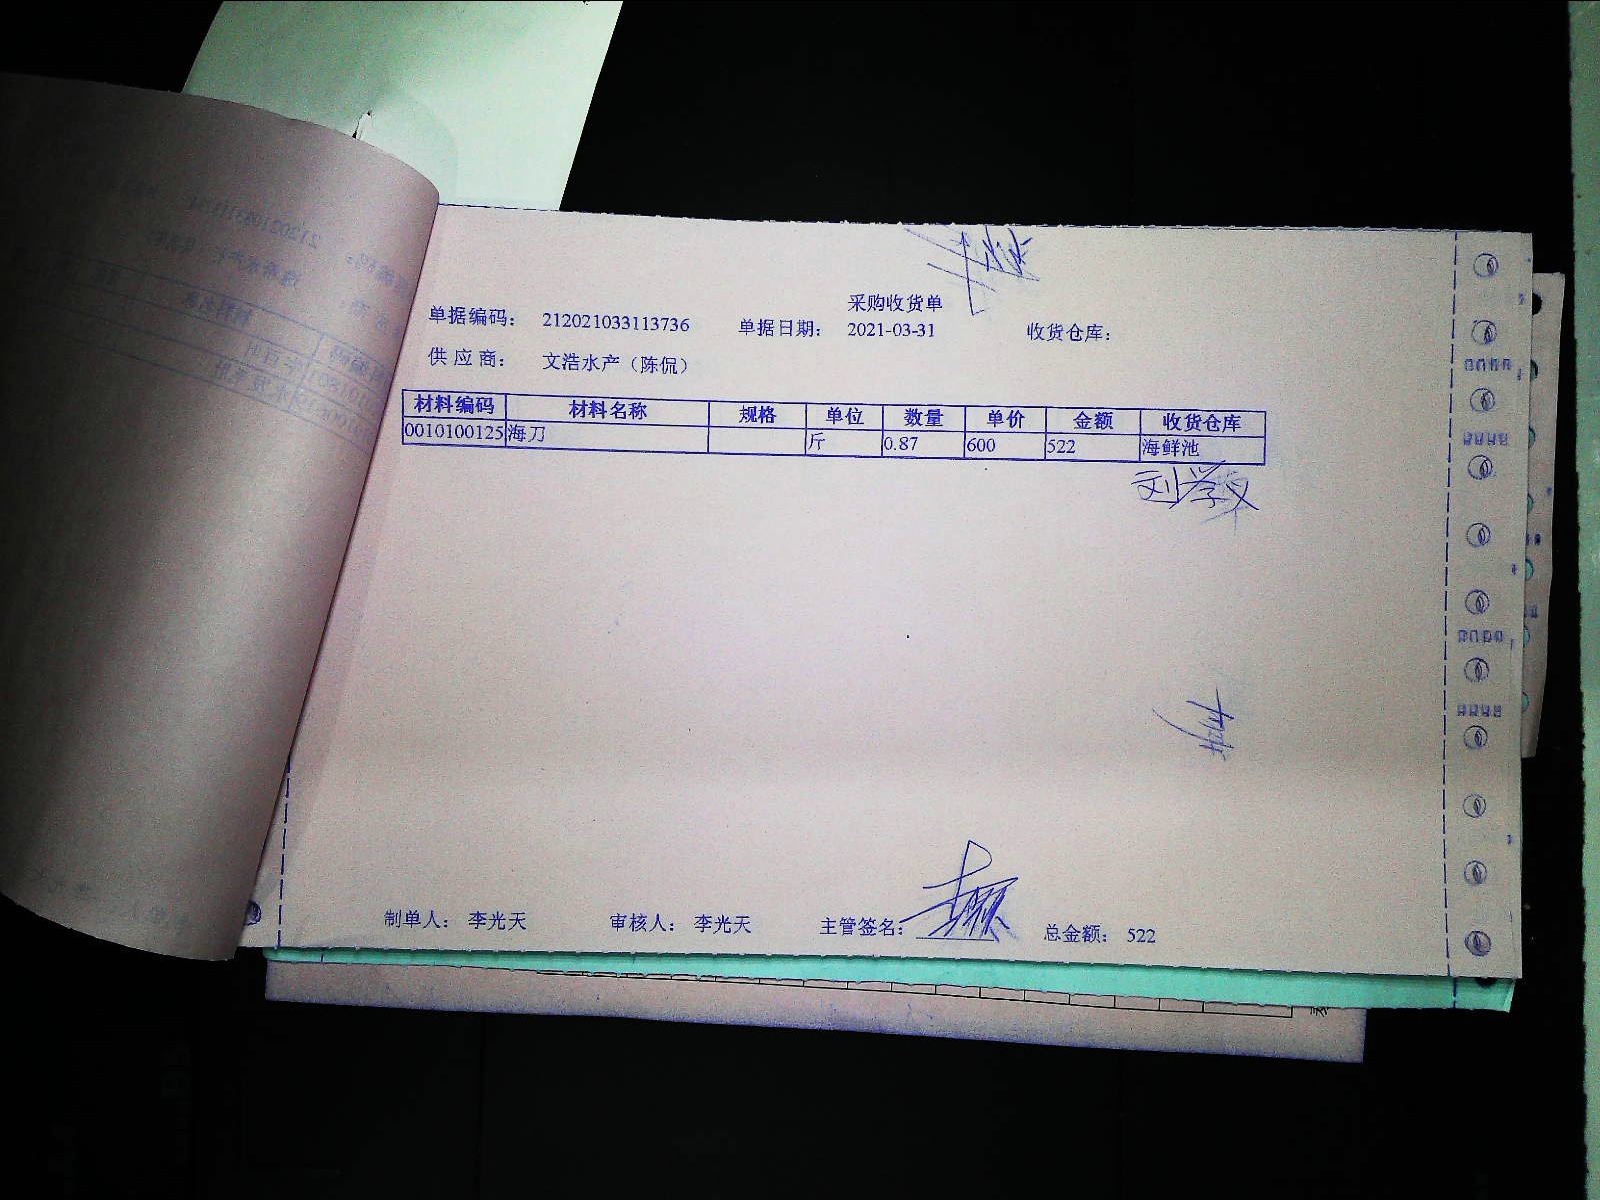 采购收货单
单据编码： 212021033113736 单据日期： 2021-03-31 收货仓库：
供 应 商： 文浩水产（陈侃）
材料编码 材料名称 规格 单位 数量 单价 金额 收货仓库
0010100125 海刀 斤 0.87 600 522 海鲜池
刘学义
制单人： 李光天 审核人： 李光天 主管签名： 总金额： 522